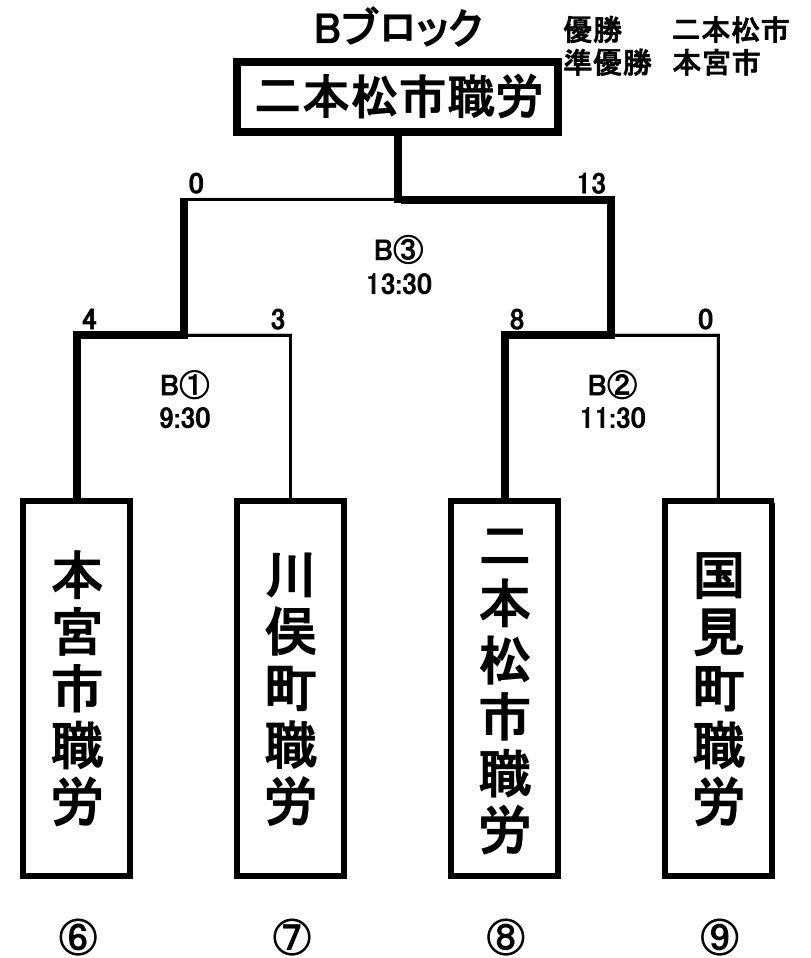 Bブロック
優勝 二本松市
準優勝 本宮市
二本松市職労
0 13
B③
13:30
4 3 8 0
B① B②
9:30 11:30
本宮市職労
川俣町職労
二本松市職労
国見町職労
⑥ ⑦ ⑧ ⑨